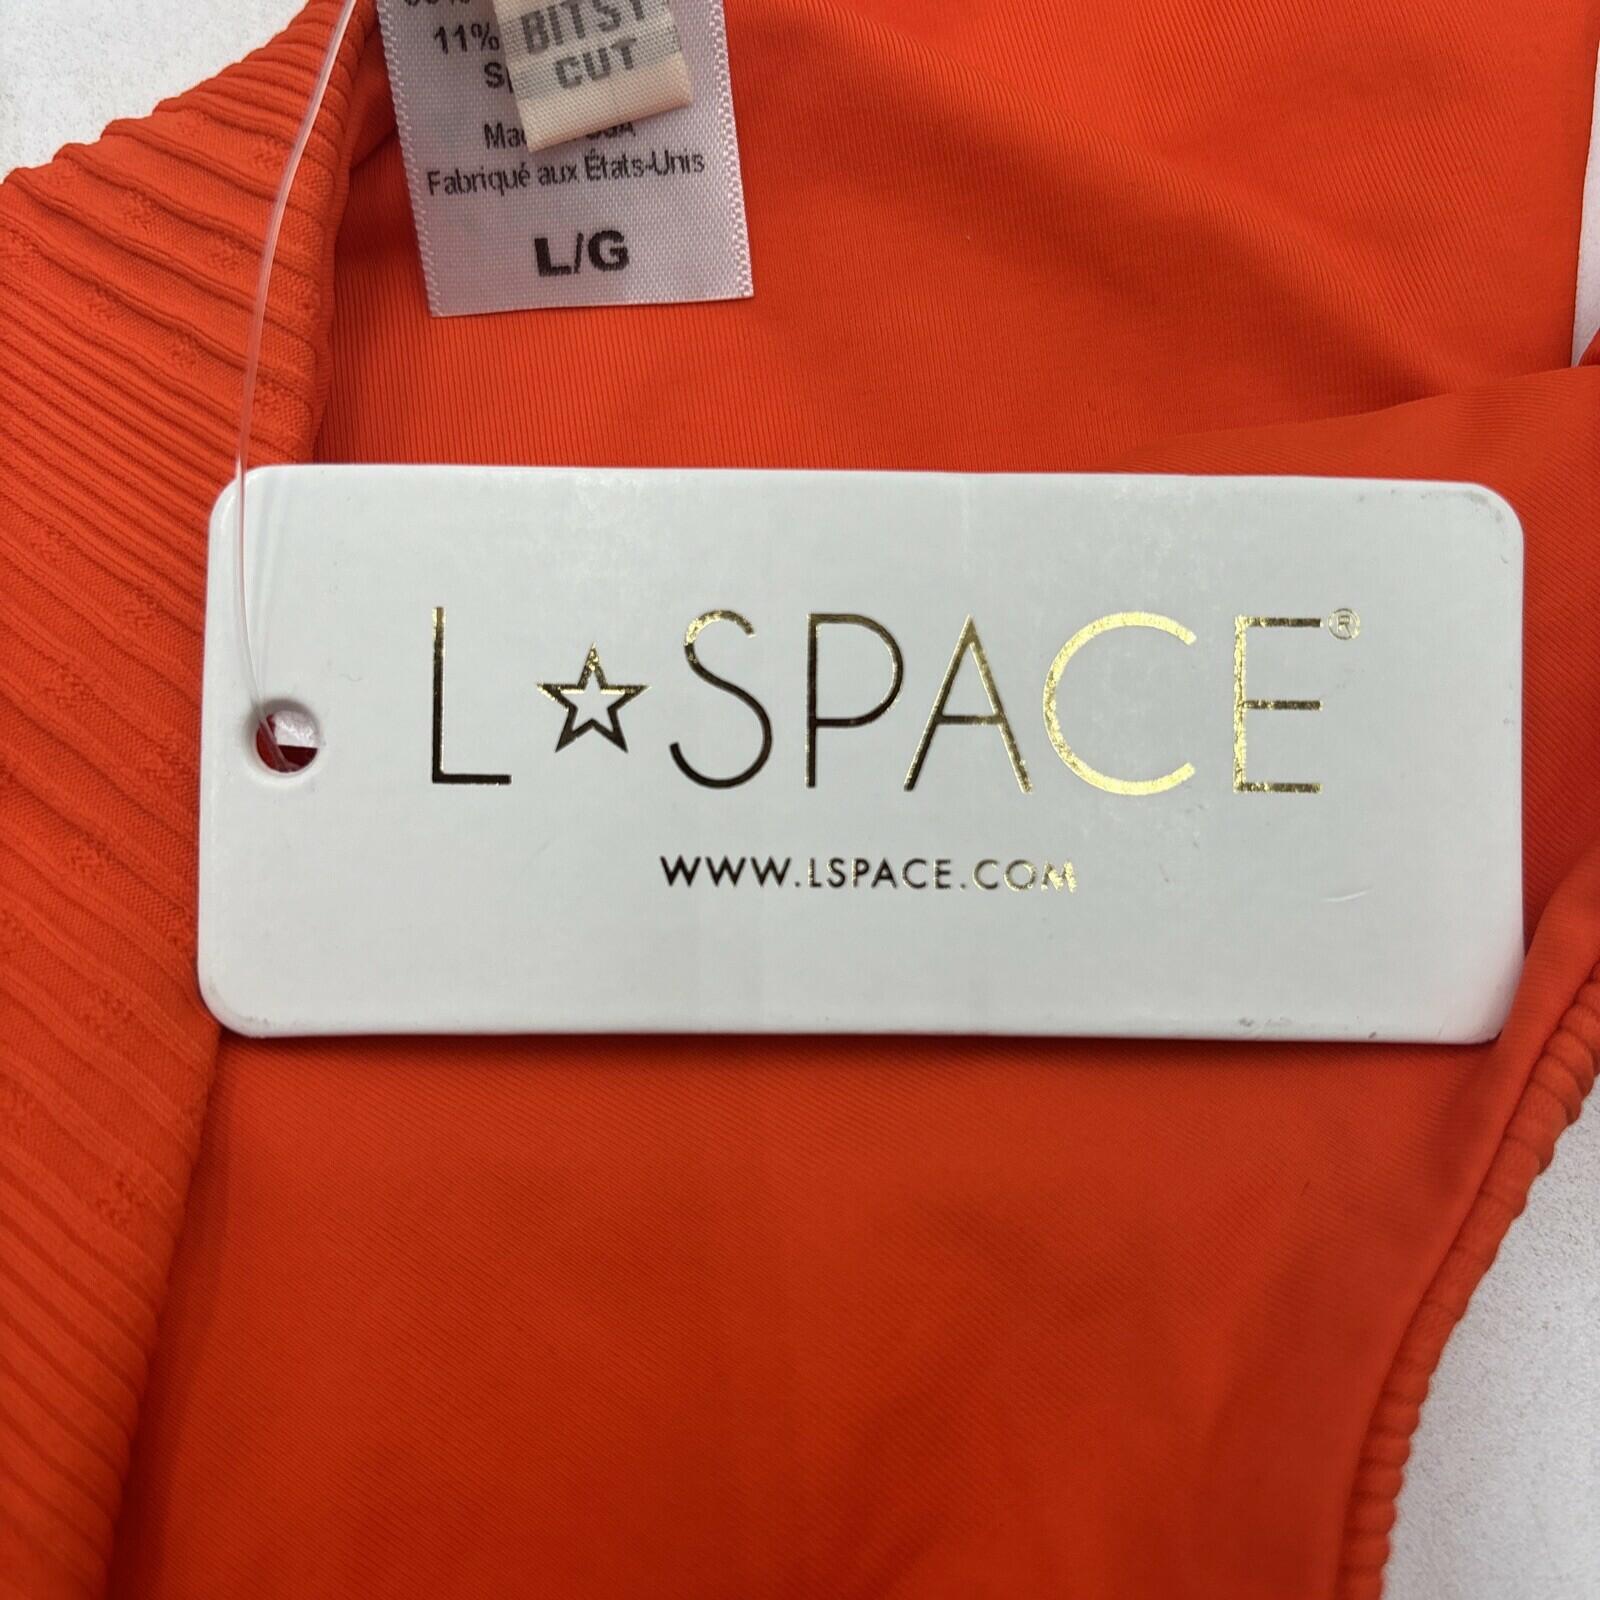 11%
BITSY
CUT
Fabriqué aux États-Unis
L/G
L☆SPACE®
WWW.LSPACE.COM